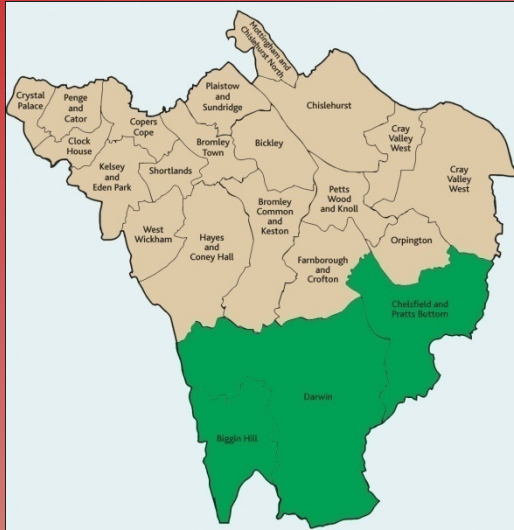 Mottingham and
Chislehurst North
Crystal
Palace
Penge
and
Cator
Plaistow
and
Sundridge
Chislehurst
Copers
Cope
Clock
House
Bromley
Town
Bickley
Cray
Valley
West
Kelsey
and
Eden Park
Shortlands
Cray
Valley
West
Petts
Wood
and Knoll
West
Wickham
Hayes
and
Coney Hall
Bromley
Common
and
Keston
Orpington
Farnborough
and
Crofton
Chelsfield and
Pratts Bottom
Darwin
Biggin Hill